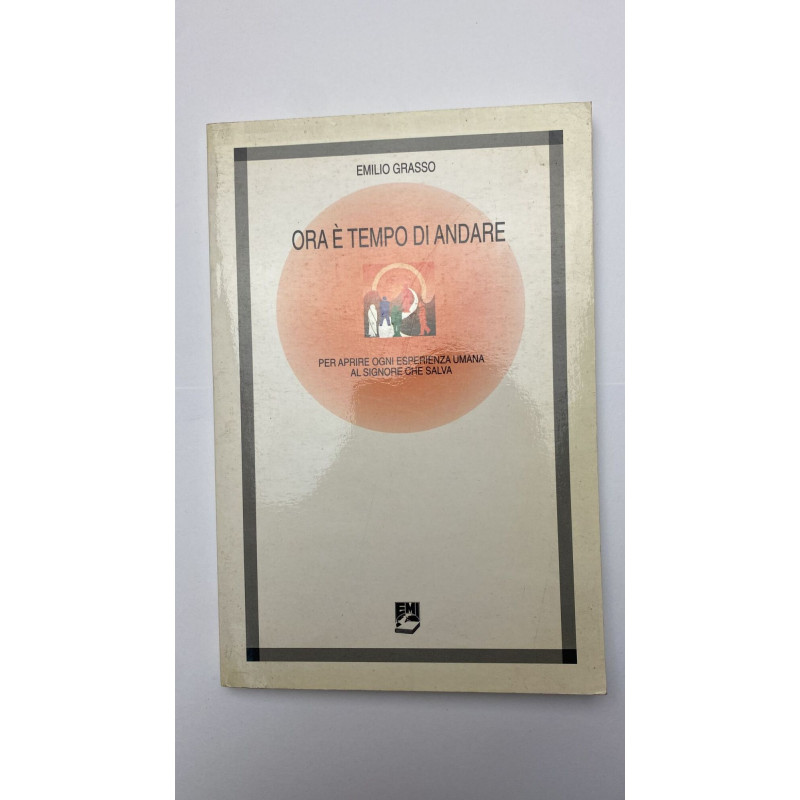 EMILIO GRASSO
ORA È TEMPO DI ANDARE
PER APRIRE OGNI ESPERIENZA UMANA
AL SIGNORE CHE SALVA
EMI